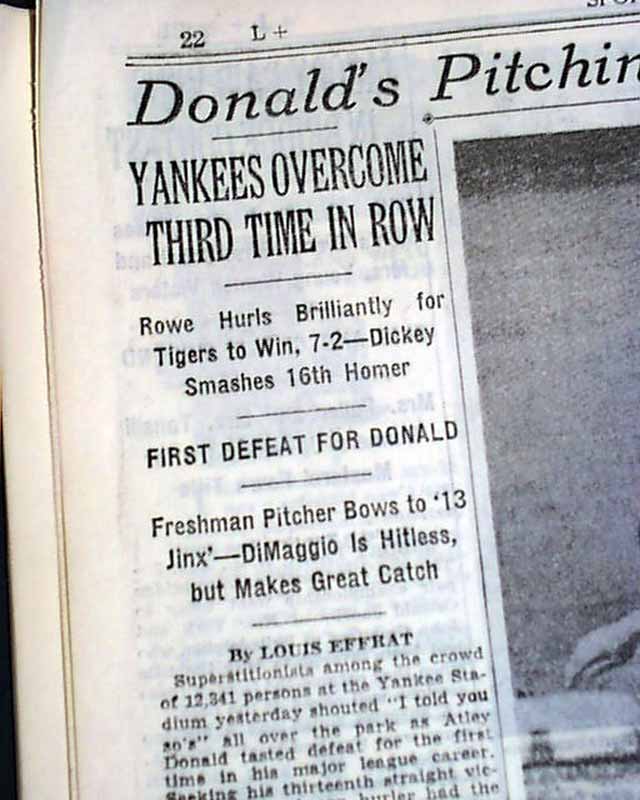 22 L+
Donald's Pitchin
YANKEES OVERCOME
THIRD TIME IN ROW
Rowe Hurls Brilliantly for
Tigers to Win, 7-2—Dickey
Smashes 16th Homer
FIRST DEFEAT FOR DONALD
Freshman Pitcher Bows to '13
Jinx'—DiMaggio Is Hitless,
but Makes Great Catch
By LOUIS EFFRAT
Superstitionists among the crowd
of 12,341 persons at the Yankee Sta-
dium yesterday shouted "I told you
so's" all over the park as Atley
Donald tasted defeat for the first
time in his major league career.
Seeking his thirteenth straight vic-
burler had the